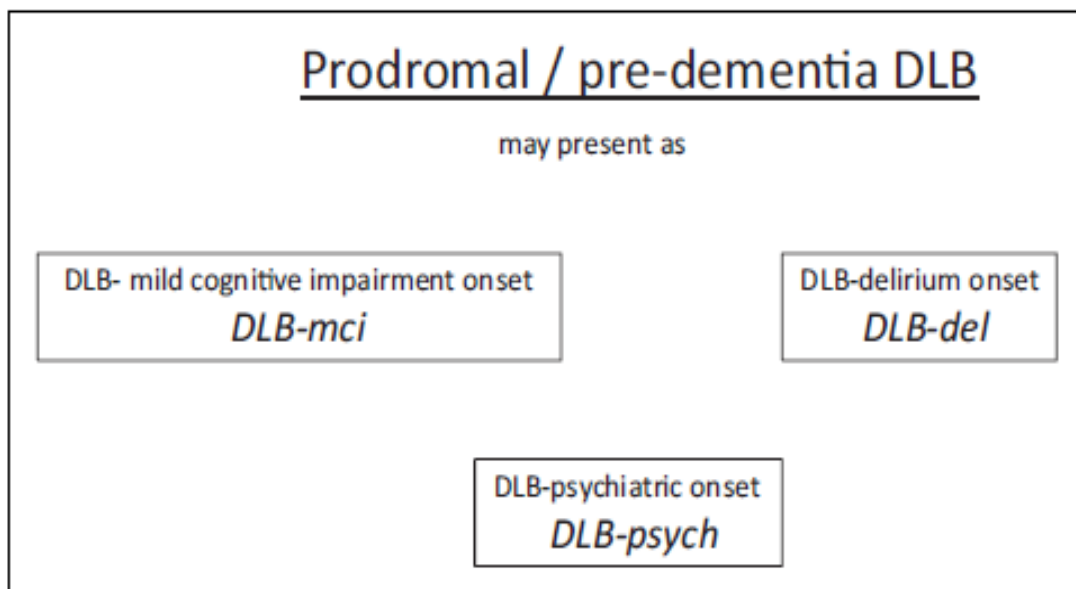 Prodromal / pre-dementia DLB
may present as
DLB- mild cognitive impairment onset
DLB-mci
DLB-delirium onset
DLB-del
DLB-psychiatric onset
DLB-psych